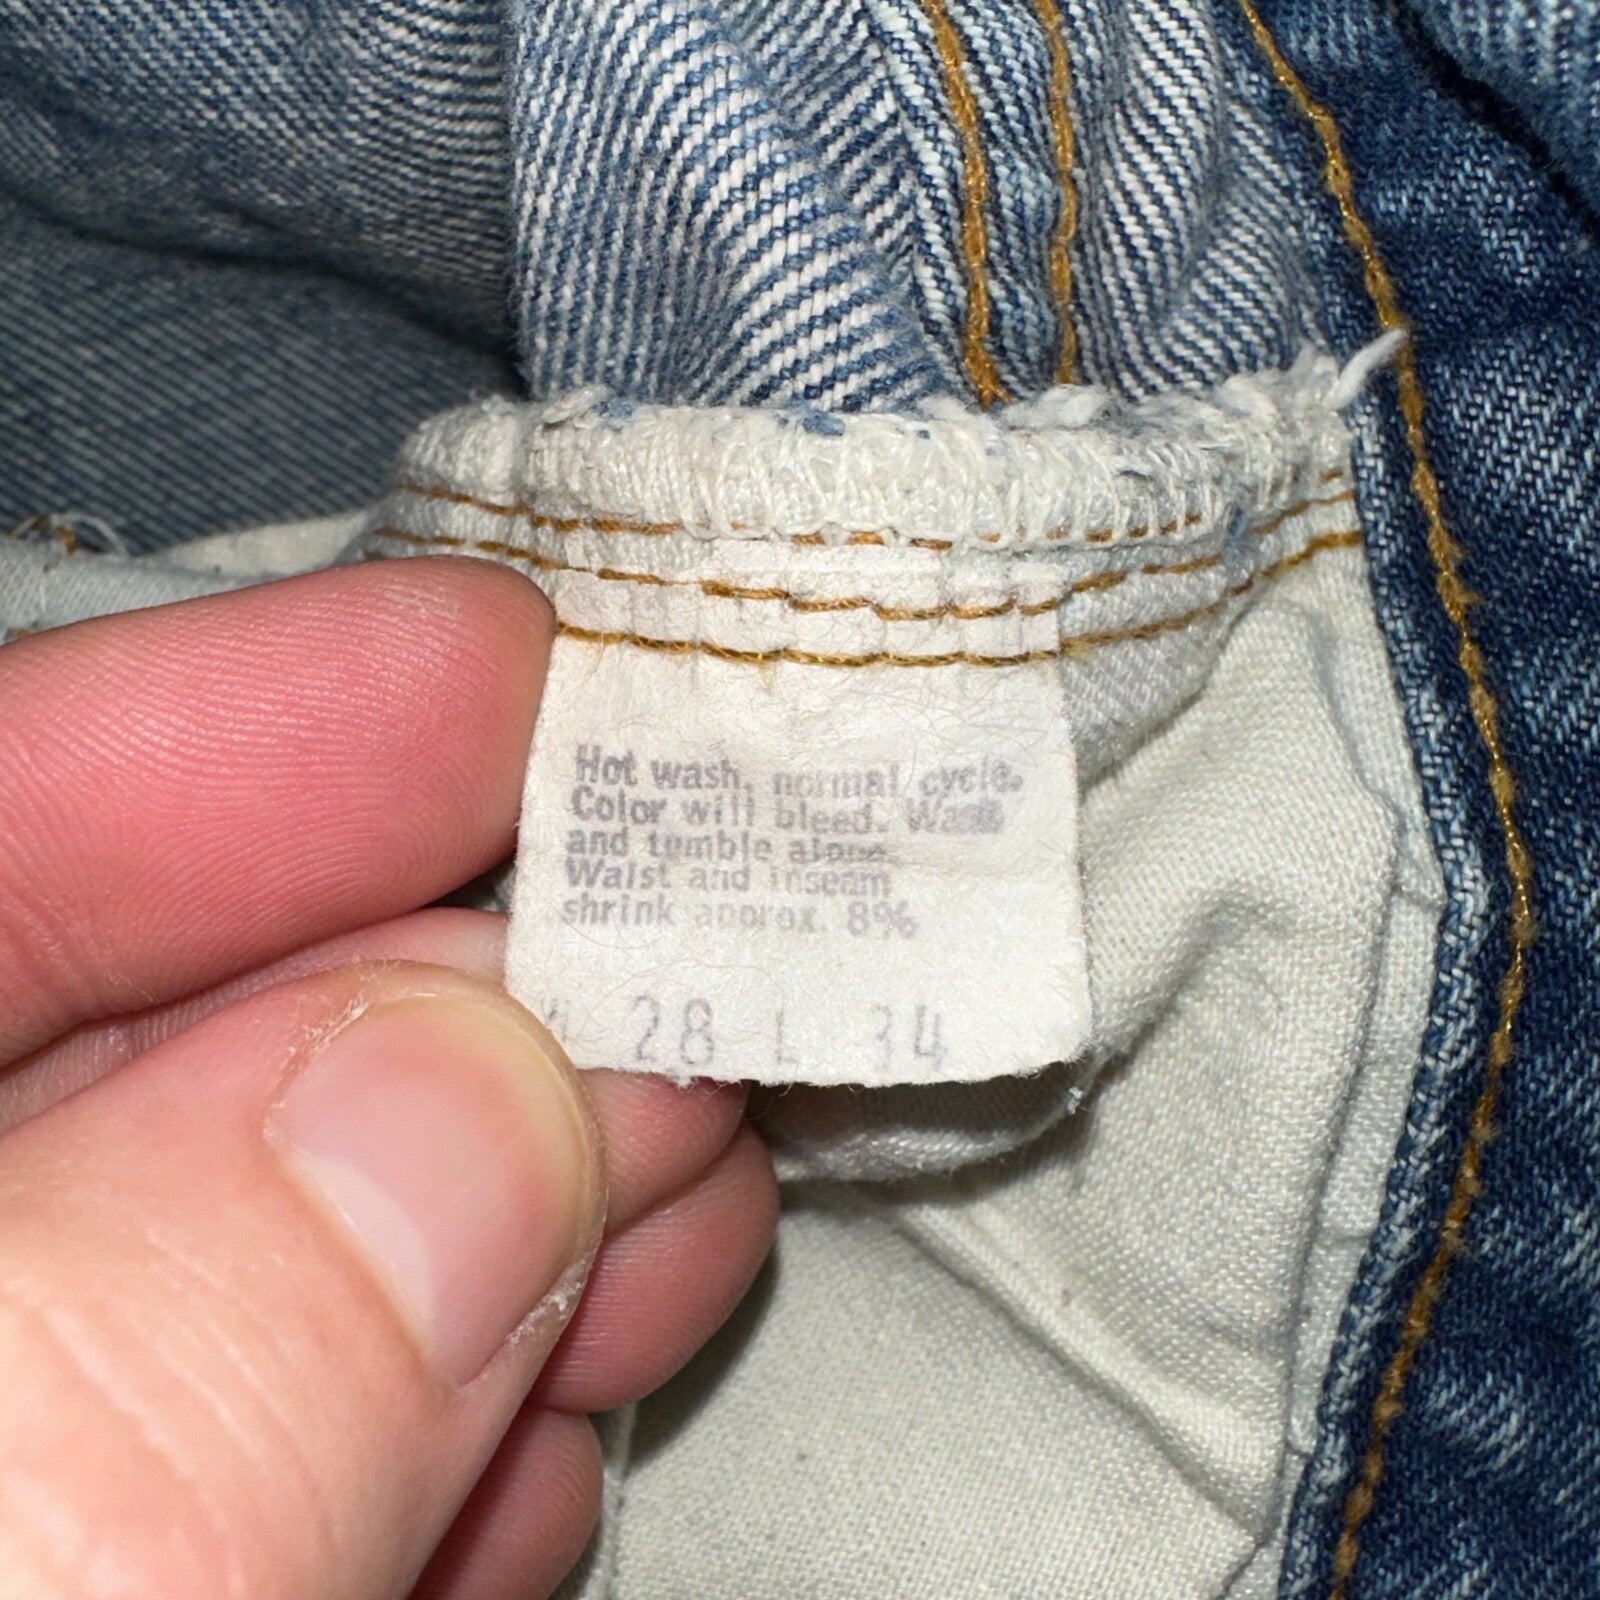 Hot wash, normal cycle.
Color will bleed. Wash
and tumble alone.
Waist and inseam
shrink approx. 8%
W 28 L 34